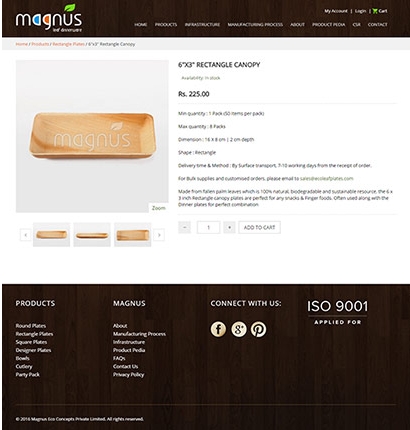 magnus
leaf dinnerware
My Account | Login | Cart
HOME PRODUCTS INFRASTRUCTURE MANUFACTURING PROCESS ABOUT PRODUCT PEDIA CSR CONTACT
Home / Products / Rectangle Plates / 6"x3" Rectangle Canopy
6"X3" RECTANGLE CANOPY
Availability: In stock
Rs. 225.00
Min quantity : 1 Pack (50 items per pack)
Max quantity : 8 Packs
Dimension : 16 X 8 cm | 2 cm depth
Shape : Rectangle
Delivery time & Method : By Surface transport. 7-10 working days from the receipt of order.
For Bulk supplies and customised orders, please email to
Made from fallen palm leaves which is 100% natural, biodegradable and sustainable resource, the 6 x
3 inch Rectangle canopy plates are perfect for any snacks & Finger foods. Often used along with the
Dinner plates for perfect combination
magnus
Zoom
- 1 + ADD TO CART
PRODUCTS
Round Plates
Rectangle Plates
Square Plates
Designer Plates
Bowls
Cutlery
Party Pack
MAGNUS
About
Manufacturing Process
Infrastructure
Product Pedia
FAQs
Contact Us
Privacy Policy
CONNECT WITH US:
ISO 9001
APPLIED FOR
© 2016 Magnus Eco Concepts Private Limited. All rights reserved.